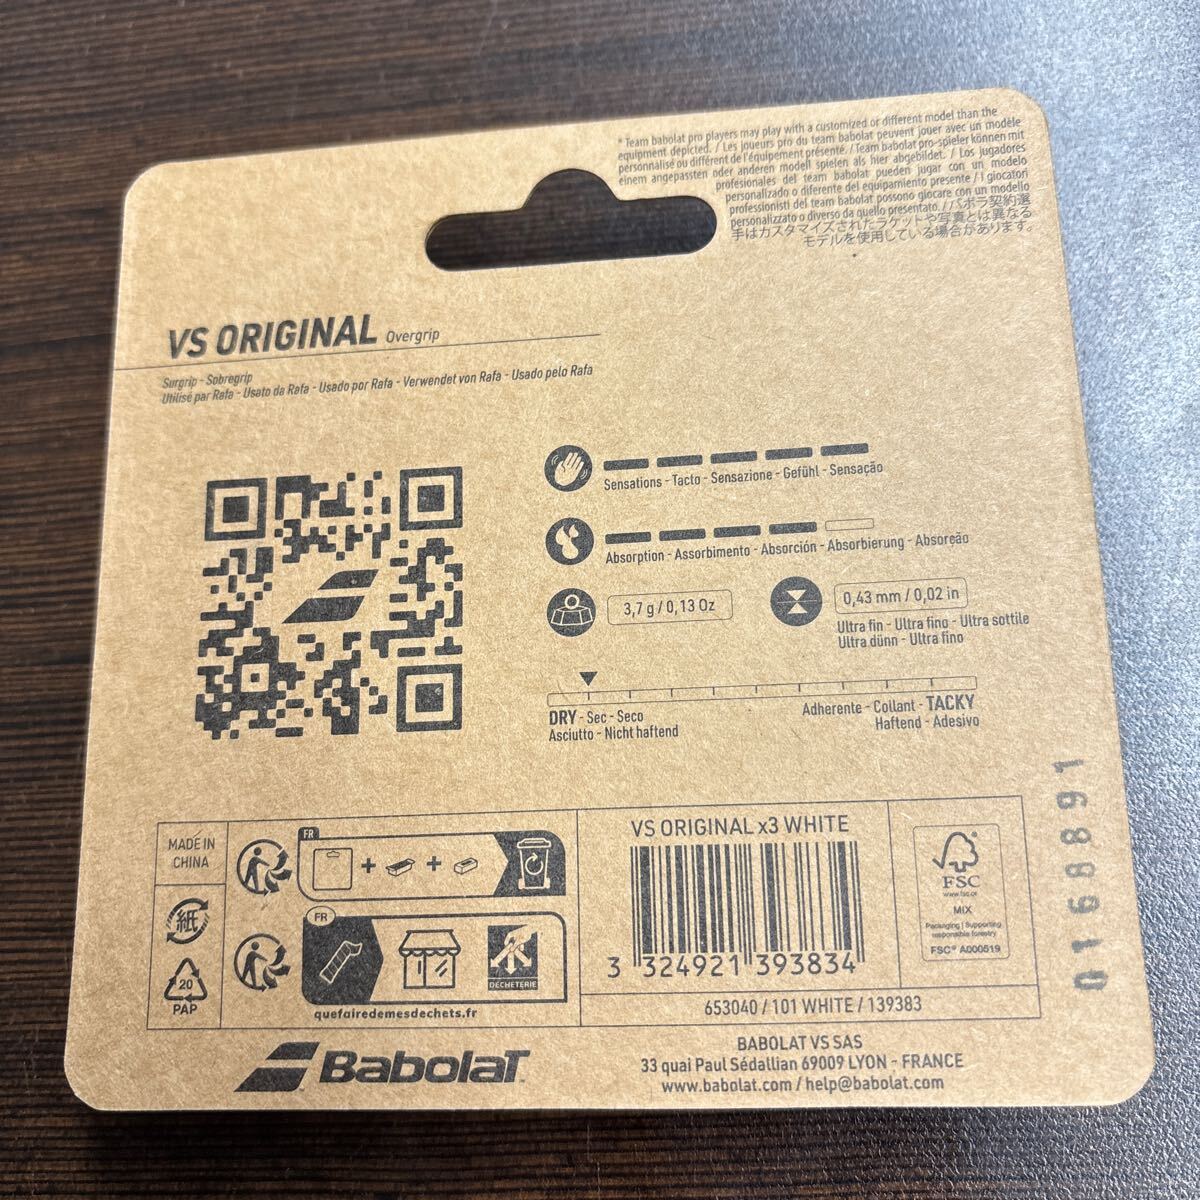 * Team babolat pro players may play with a customized or different model than the
equipment depicted. / Les joueurs pro du team babolat peuvent jouer avec un modèle
personnalisé ou différent de l'équipement présenté. / Team babolat pro-spieler können mit
einem angepassten oder anderen modell spielen als hier abgebildet. / Los jugadores
profesionales del team babolat pueden jugar con un modelo
personalizado o diferente del equipamiento presente / I giocatori
professionisti del team babolat possono giocare con un modello
personalizzato o diverso da quello presentato. / バボラ契約選
手はカスタマイズされたラケットや写真とは異なる
モデルを使用している場合があります。
VS ORIGINAL Overgrip
Surgrip - Sobregrip
Utilisé par Rafa - Usato da Rafa - Usado por Rafa - Verwendet von Rafa - Usado pelo Rafa
Sensations - Tacto - Sensazione - Gefühl - Sensação
Absorption - Assorbimento - Absorción - Absorbierung - Absoreão
3,7 g / 0,13 Oz
0,43 mm / 0,02 in
Ultra fin - Ultra fino - Ultra sottile
Ultra dünn - Ultra fino
DRY - Sec - Seco
Asciutto - Nicht haftend
Adherente - Collant - TACKY
Haftend - Adesivo
MADE IN
CHINA
紙
20
PAP
FR
+ +
FR
DÉCHÈTERIE
quefairedemesdechets.fr
VS ORIGINAL x3 WHITE
3 324921 393834
653040 / 101 WHITE / 139383
FSC
www.fsc.org
MIX
Packaging | Supporting
responsible forestry
FSC® A000519
0168891
Babolat
BABOLAT VS SAS
33 quai Paul Sédallian 69009 LYON - FRANCE
www.babolat.com / help@babolat.com